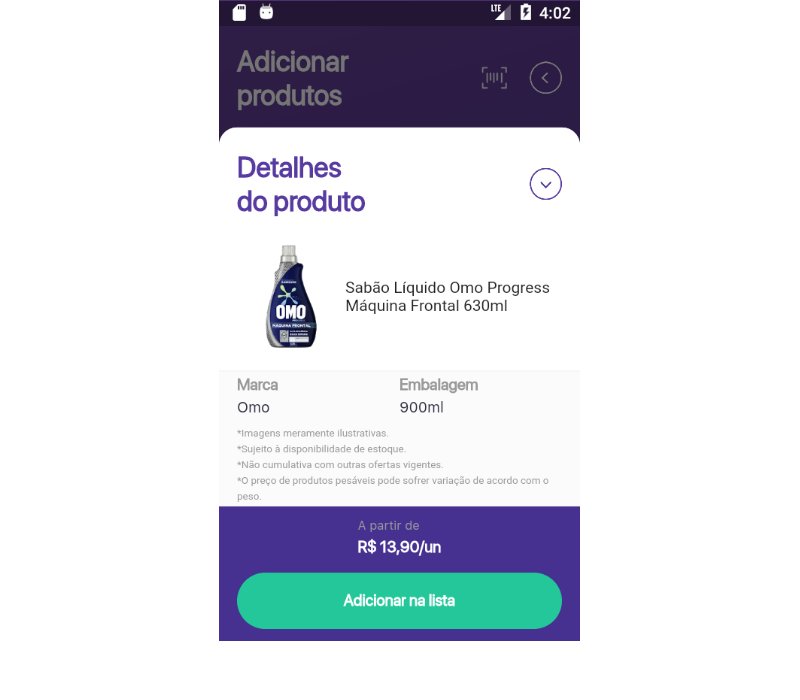 LTE 4:02
Adicionar
produtos
Detalhes
do produto
OMO
MÁQUINA FRONTAL
Sabão Líquido Omo Progress
Máquina Frontal 630ml
Marca Embalagem
Omo 900ml
*Imagens meramente ilustrativas.
*Sujeito à disponibilidade de estoque.
*Não cumulativa com outras ofertas vigentes.
*O preço de produtos pesáveis pode sofrer variação de acordo com o
peso.
A partir de
R$ 13,90/un
Adicionar na lista